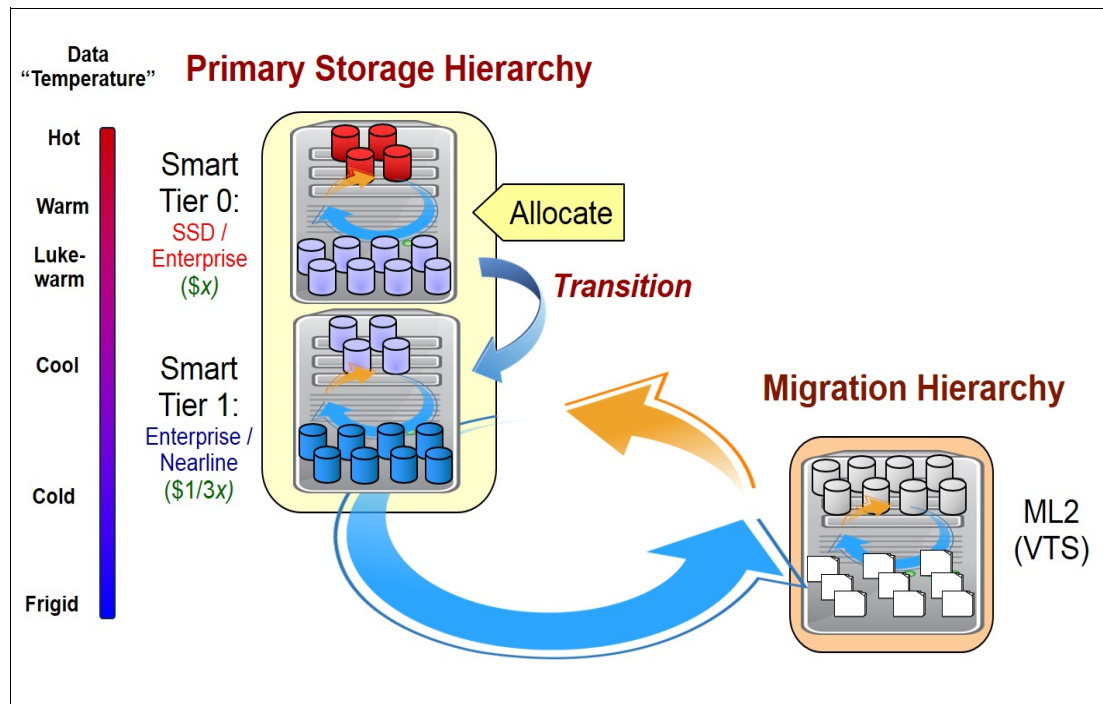 Data
“Temperature”
Primary Storage Hierarchy
Hot
Warm
Luke-
warm
Cool
Cold
Frigid
Smart
Tier 0:
SSD /
Enterprise
($x)
Allocate
Transition
Smart
Tier 1:
Enterprise /
Nearline
($1/3x)
Migration Hierarchy
ML2
(VTS)